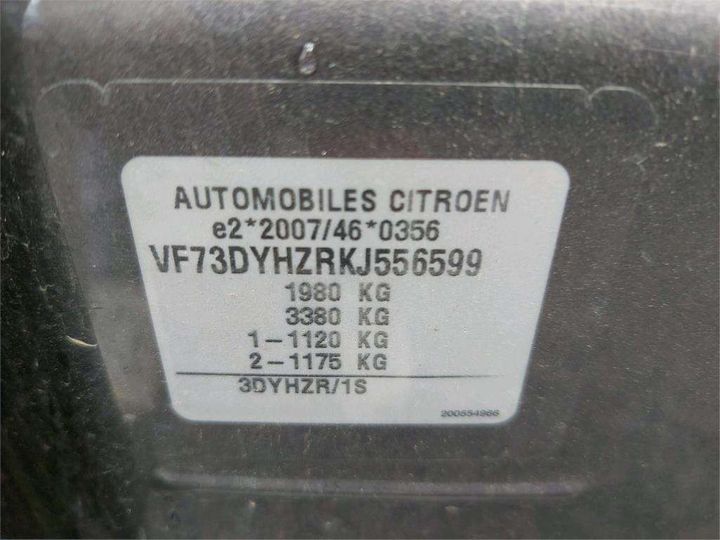 AUTOMOBILES CITROEN
e2*2007/46*0356
VF73DYHZRKJ556599
1980 KG
3380 KG
1-1120 KG
2-1175 KG
3DYHZR/1S
200554966